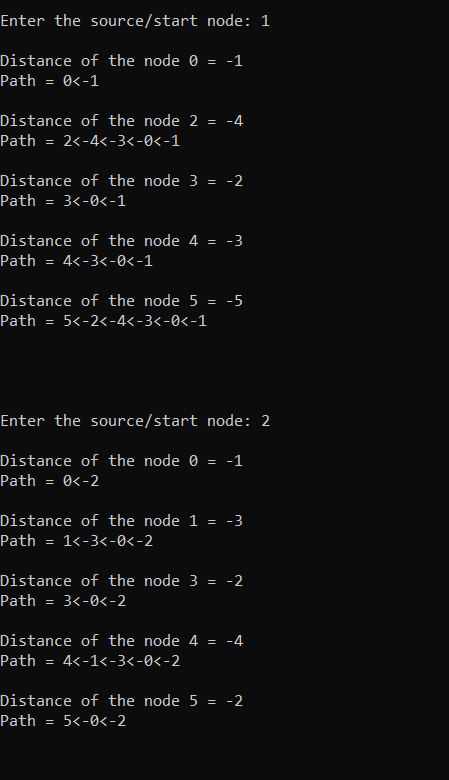 Enter the source/start node: 1
Distance of the node 0 = -1
Path = 0<-1
Distance of the node 2 = -4
Path = 2<-4<-3<-0<-1
Distance of the node 3 = -2
Path = 3<-0<-1
Distance of the node 4 = -3
Path = 4<-3<-0<-1
Distance of the node 5 = -5
Path = 5<-2<-4<-3<-0<-1
Enter the source/start node: 2
Distance of the node 0 = -1
Path = 0<-2
Distance of the node 1 = -3
Path = 1<-3<-0<-2
Distance of the node 3 = -2
Path = 3<-0<-2
Distance of the node 4 = -4
Path = 4<-1<-3<-0<-2
Distance of the node 5 = -2
Path = 5<-0<-2